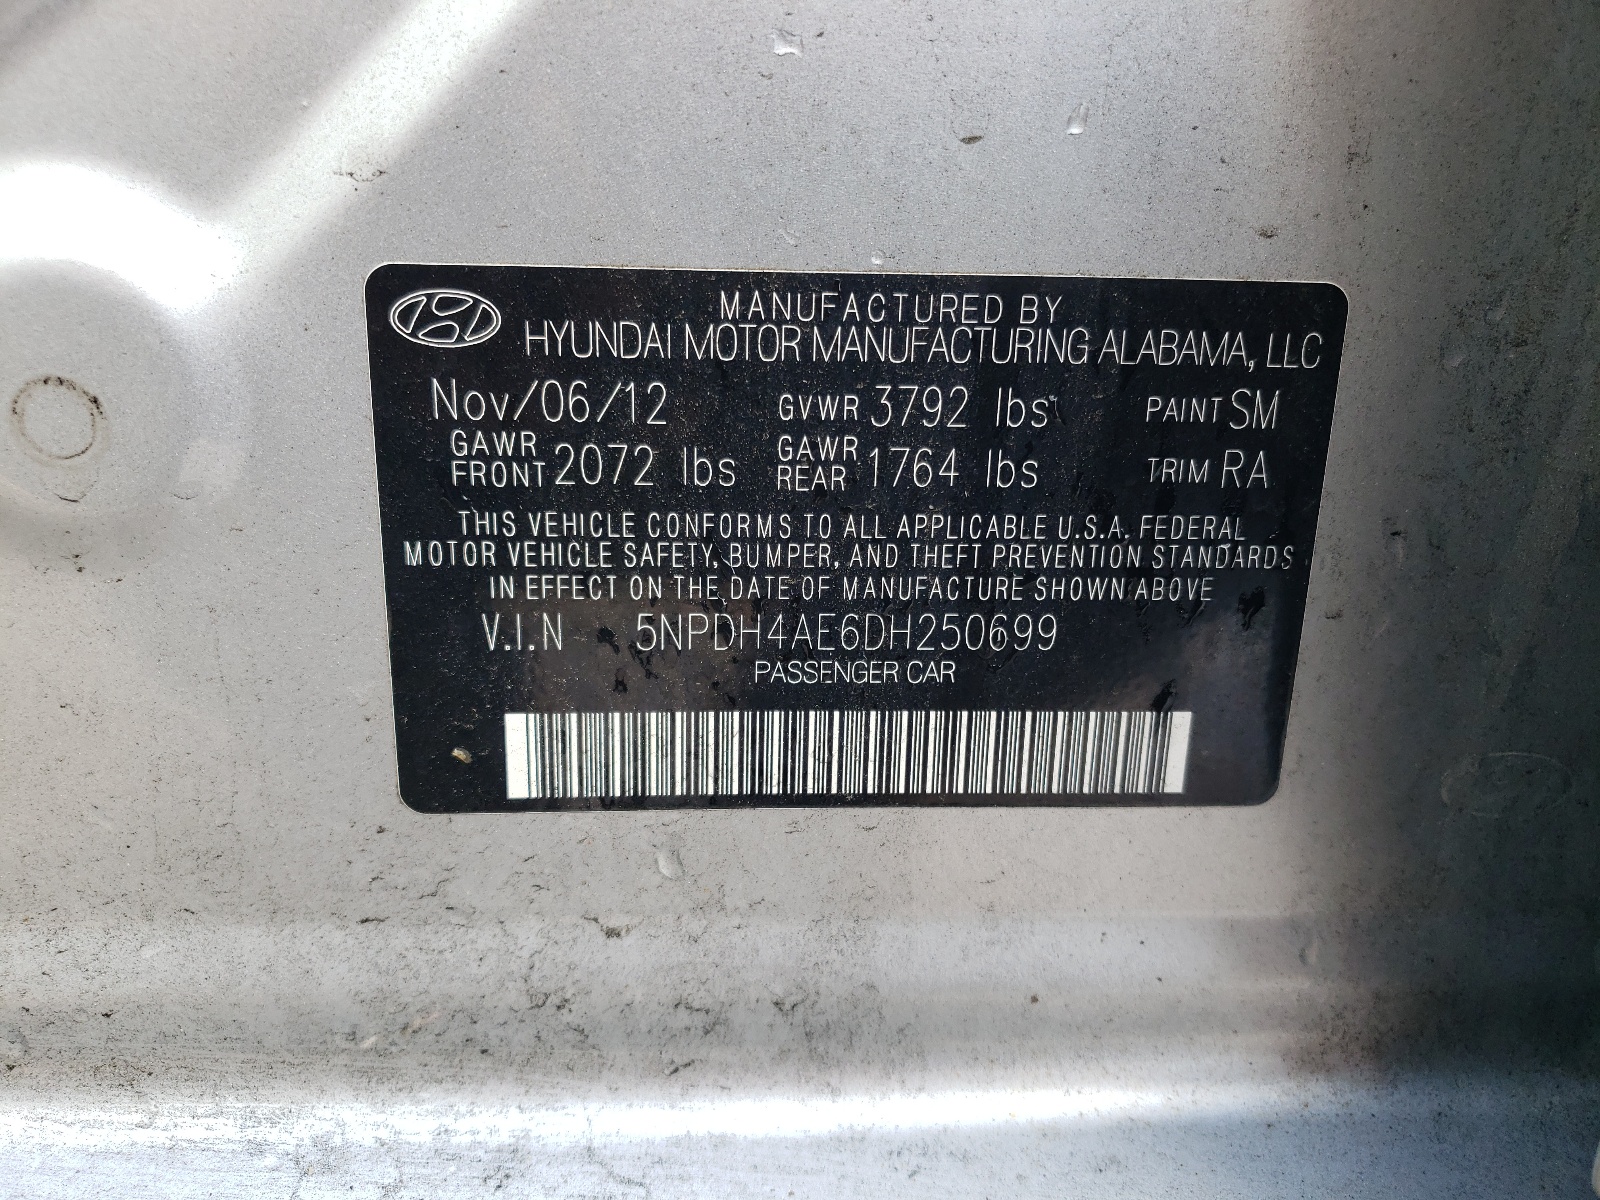 MANUFACTURED BY
HYUNDAI MOTOR MANUFACTURING ALABAMA, LLC
Nov/06/12 GVWR 3792 lbs PAINT SM
GAWR FRONT 2072 lbs GAWR REAR 1764 lbs TRIM RA
THIS VEHICLE CONFORMS TO ALL APPLICABLE U.S.A. FEDERAL
MOTOR VEHICLE SAFETY, BUMPER, AND THEFT PREVENTION STANDARDS
IN EFFECT ON THE DATE OF MANUFACTURE SHOWN ABOVE
V.I.N 5NPDH4AE6DH250699
PASSENGER CAR